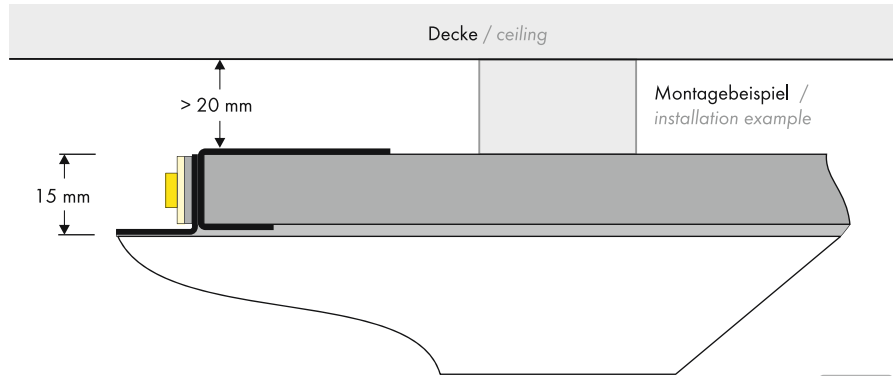 Decke / ceiling
> 20 mm
Montagebeispiel /
installation example
15 mm